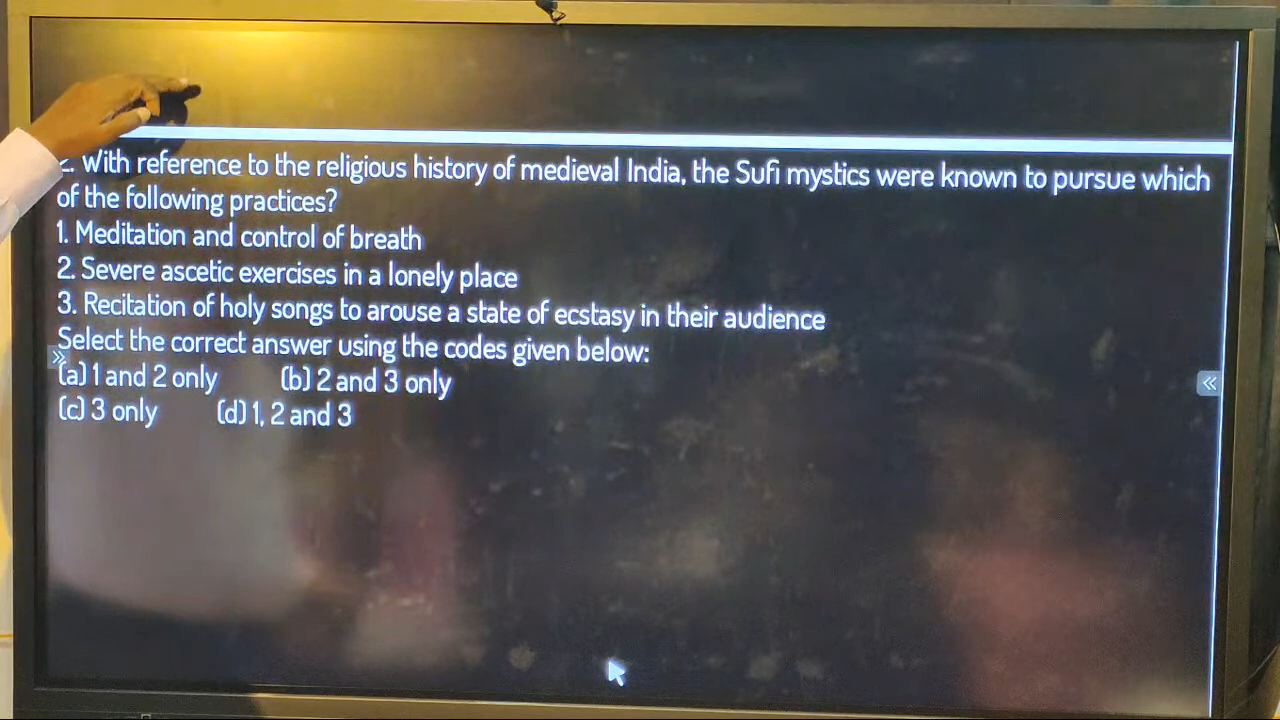 2. With reference to the religious history of medieval India, the Sufi mystics were known to pursue which
of the following practices?
1. Meditation and control of breath
2. Severe ascetic exercises in a lonely place
3. Recitation of holy songs to arouse a state of ecstasy in their audience
Select the correct answer using the codes given below:
(a) 1 and 2 only (b) 2 and 3 only
(c) 3 only (d) 1, 2 and 3